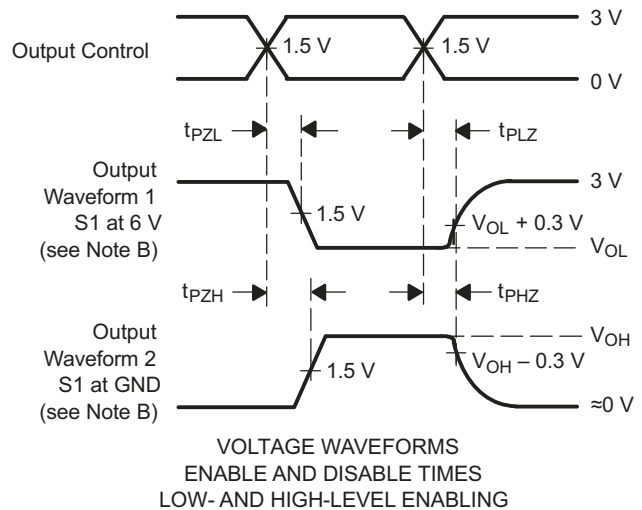 3 V
Output Control
1.5 V
1.5 V
0 V
tPZL
tPLZ
Output
Waveform 1
S1 at 6 V
(see Note B)
3 V
1.5 V
VOL + 0.3 V
VOL
tPZH
tPHZ
Output
Waveform 2
S1 at GND
(see Note B)
VOH
VOH – 0.3 V
1.5 V
≈0 V
VOLTAGE WAVEFORMS
ENABLE AND DISABLE TIMES
LOW- AND HIGH-LEVEL ENABLING